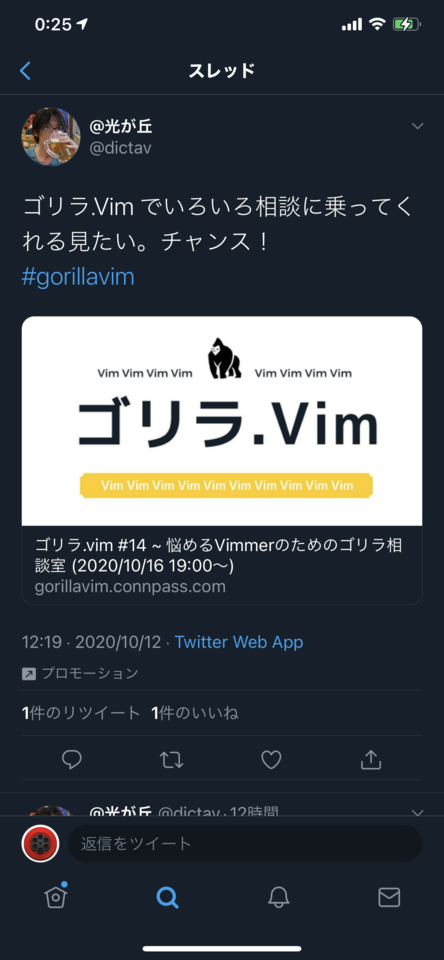 0:25
スレッド
@光が丘
@dictav
ゴリラ.Vim でいろいろ相談に乗ってく
れる見たい。チャンス！
#gorillavim
Vim Vim Vim Vim Vim Vim Vim Vim
ゴリラ.Vim
Vim Vim Vim Vim Vim Vim Vim Vim Vim Vim
ゴリラ.vim #14 ~ 悩めるVimmerのためのゴリラ相
談室 (2020/10/16 19:00〜)
gorillavim.connpass.com
12:19 · 2020/10/12 · Twitter Web App
プロモーション
1件のリツイート 1件のいいね
@光が丘 @dictav · 12時間
返信をツイート